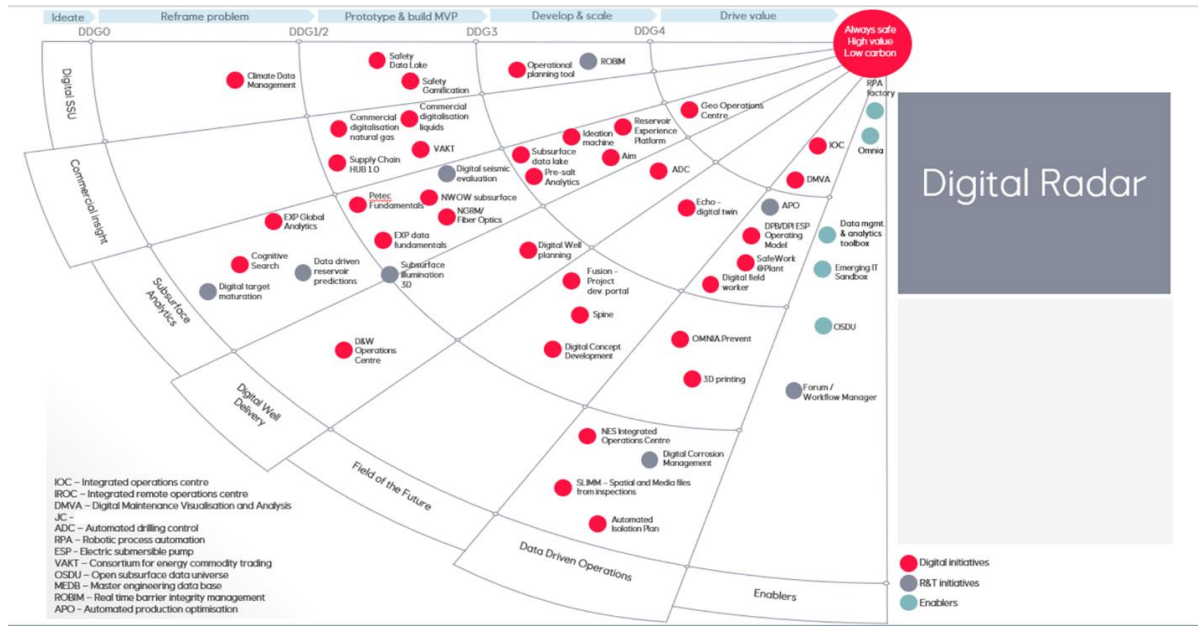 Ideate
Reframe problem
Prototype & build MVP
Develop & scale
Drive value
DDG0
DDG1/2
DDG3
DDG4
Always safe
High value
Low carbon
Digital SSU
Climate Data
Management
Safety
Data Lake
Safety
Gamification
Operational
planning tool
ROBIM
RPA
factory
Omnia
Commercial insight
Commercial
digitalisation
natural gas
Commercial
digitalisation
liquids
VAKT
Supply Chain
HUB 1.0
Ideation
machine
Reservoir
Experience
Platform
Geo Operations
Centre
Subsurface
data lake
Aim
Pre-salt
Analytics
ADC
IOC
DMVA
Digital seismic
evaluation
Petec
Fundamentals
NWOW subsurface
NGRM/
Fiber Optics
EXP Global
Analytics
EXP data
fundamentals
Cognitive
Search
Data driven
reservoir
predictions
Subsurface
illumination
3D
Digital target
maturation
Subsurface
Analytics
Echo -
digital twin
APO
DPB/DPI ESP
Operating
Model
SafeWork
@Plant
Digital field
worker
Data mgmt.
& analytics
toolbox
Emerging IT
Sandbox
OSDU
Digital Well
planning
Fusion -
Project
dev. portal
Spine
Digital Concept
Development
D&W
Operations
Centre
Digital Well
Delivery
OMNIA.Prevent
3D printing
Forum /
Workflow Manager
NES Integrated
Operations Centre
Digital Corrosion
Management
SLIMM – Spatial and Media files
from inspections
Automated
Isolation Plan
Field of the Future
Data Driven Operations
Enablers
Digital Radar
IOC – Integrated operations centre
IROC – Integrated remote operations centre
DMVA – Digital Maintenance Visualisation and Analysis
JC -
ADC – Automated drilling control
RPA – Robotic process automation
ESP - Electric submersible pump
VAKT – Consortium for energy commodity trading
OSDU – Open subsurface data universe
MEDB – Master engineering data base
ROBIM – Real time barrier integrity management
APO - Automated production optimisation
Digital initiatives
R&T initiatives
Enablers